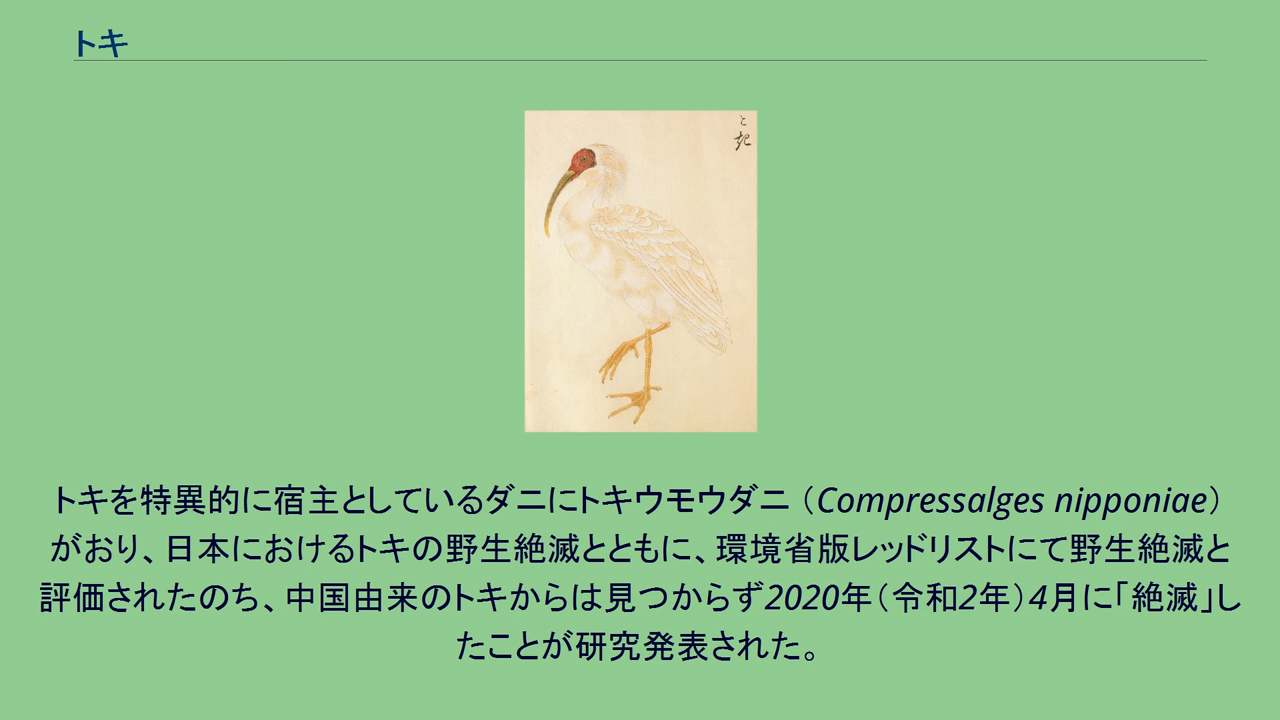 トキ
と
記
トキを特異的に宿主としているダニにトキウモウダニ（Compressalges nipponiae）
がおり、日本におけるトキの野生絶滅とともに、環境省版レッドリストにて野生絶滅と
評価されたのち、中国由来のトキからは見つからず2020年（令和2年）4月に「絶滅」し
たことが研究発表された。